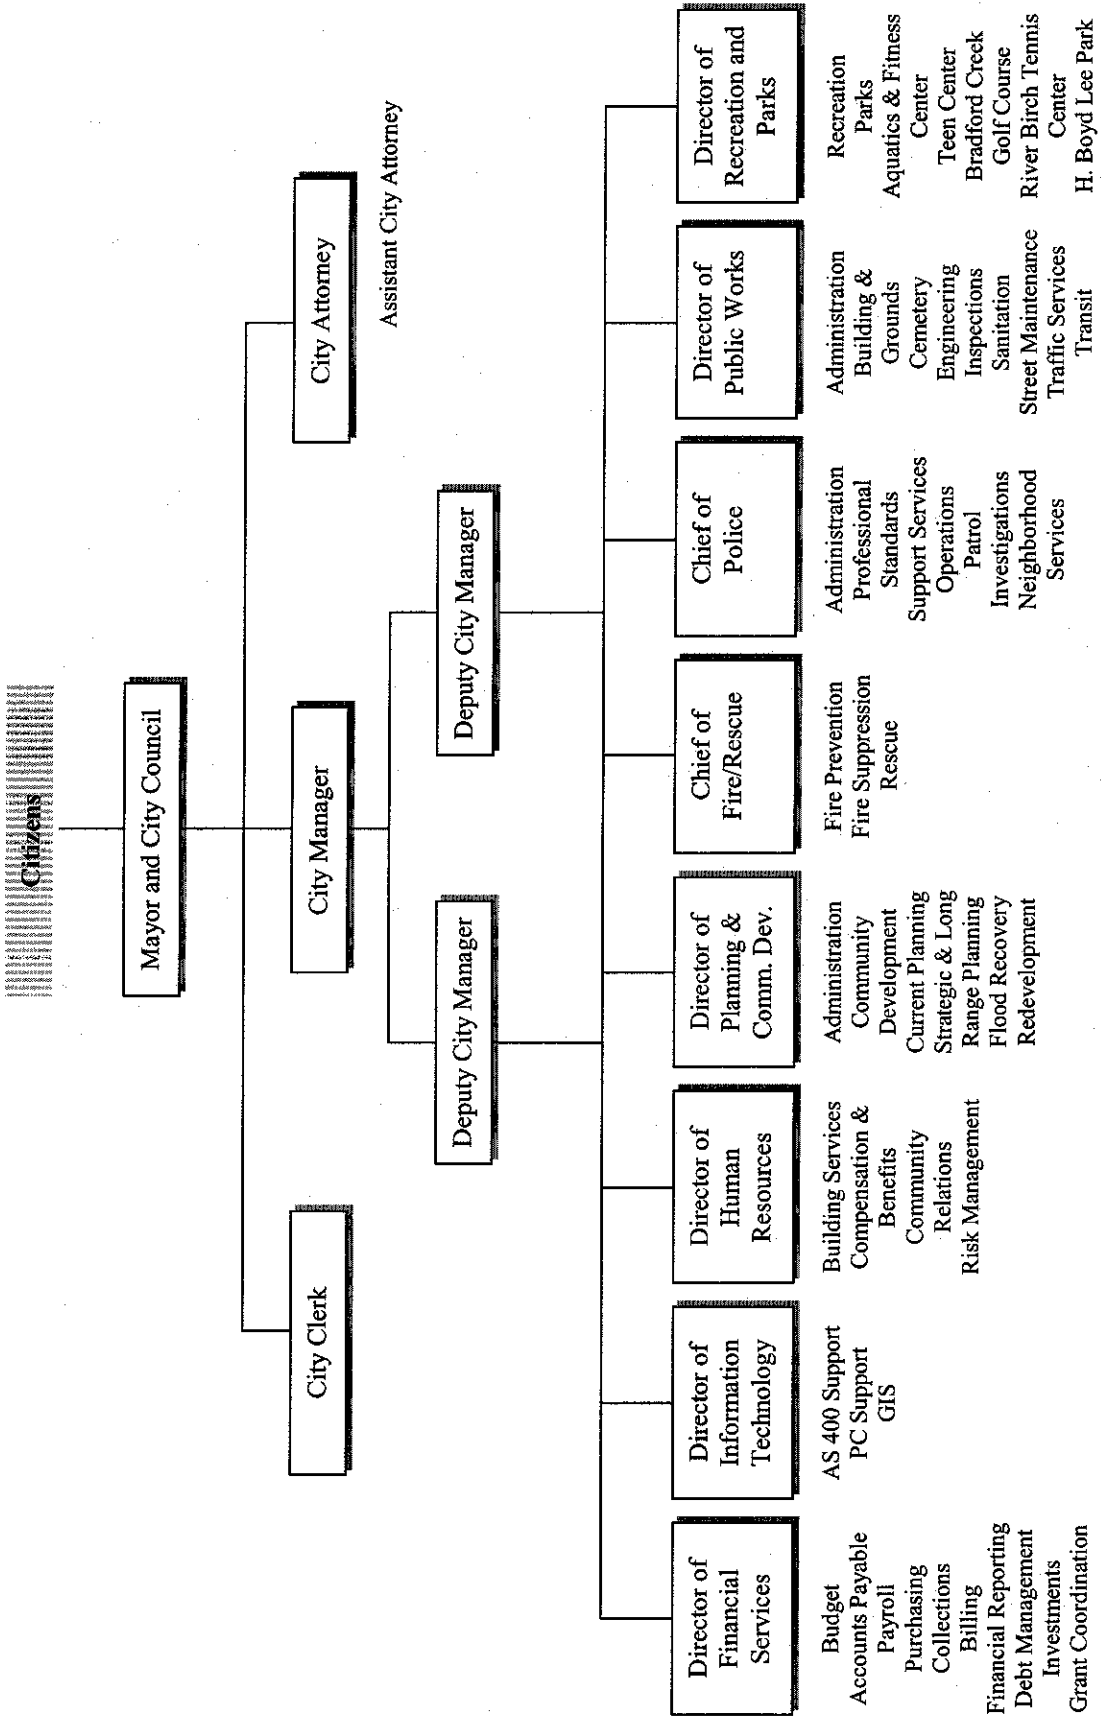 Citizens
Mayor and City Council
City Clerk
City Manager
City Attorney
Assistant City Attorney
Deputy City Manager
Deputy City Manager
Director of
Financial
Services
Budget
Accounts Payable
Payroll
Purchasing
Collections
Billing
Financial Reporting
Debt Management
Investments
Grant Coordination
Director of
Information
Technology
AS 400 Support
PC Support
GIS
Director of
Human
Resources
Building Services
Compensation &
Benefits
Community
Relations
Risk Management
Director of
Planning &
Comm. Dev.
Administration
Community
Development
Current Planning
Strategic & Long
Range Planning
Flood Recovery
Redevelopment
Chief of
Fire/Rescue
Fire Prevention
Fire Suppression
Rescue
Chief of
Police
Administration
Professional
Standards
Support Services
Operations
Patrol
Investigations
Neighborhood
Services
Director of
Public Works
Administration
Building &
Grounds
Cemetery
Engineering
Inspections
Sanitation
Street Maintenance
Traffic Services
Transit
Director of
Recreation and
Parks
Recreation
Parks
Aquatics & Fitness
Center
Teen Center
Bradford Creek
Golf Course
River Birch Tennis
Center
H. Boyd Lee Park